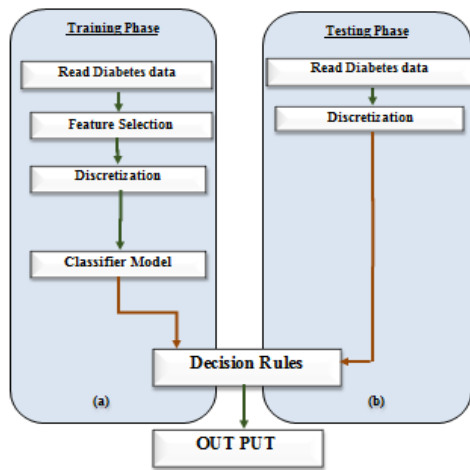 Training Phase
Read Diabetes data
Feature Selection
Discretization
Classifier Model
(a)
Testing Phase
Read Diabetes data
Discretization
(b)
Decision Rules
OUT PUT